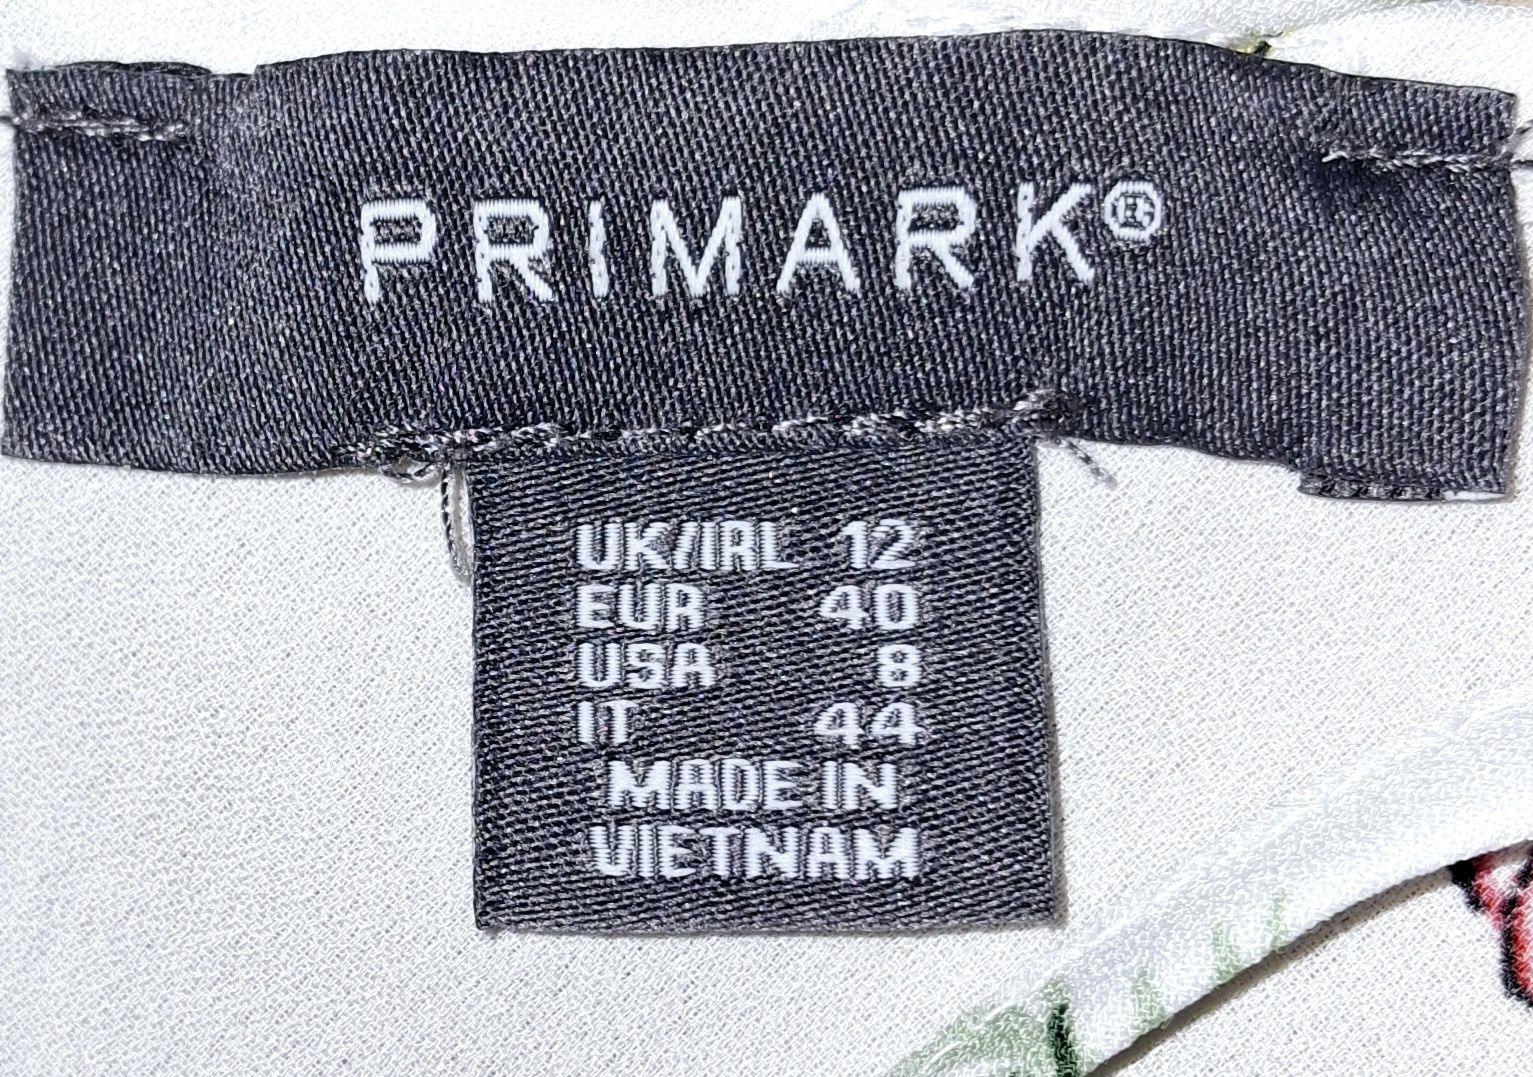 PRIMARK®
UK/IRL 12
EUR 40
USA 8
IT 44
MADE IN
VIETNAM